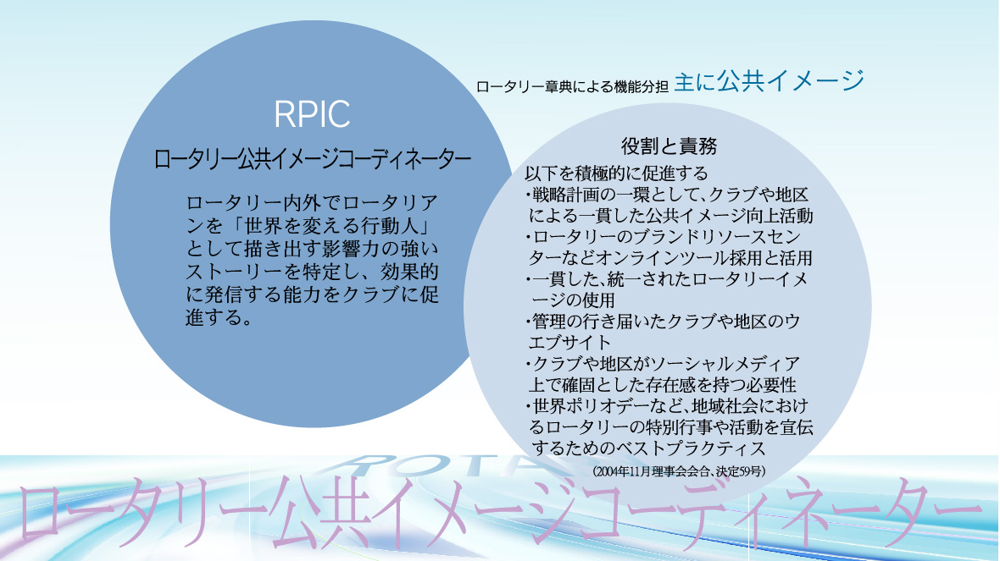 RPIC
ロータリー公共イメージコーディネーター
ロータリー内外でロータリア
ンを「世界を変える行動人」
として描き出す影響力の強い
ストーリーを特定し、効果的
に発信する能力をクラブに促
進する。
ロータリー章典による機能分担 主に公共イメージ
役割と責務
以下を積極的に促進する
・戦略計画の一環として、クラブや地区
による一貫した公共イメージ向上活動
・ロータリーのブランドリソースセン
ターなどオンラインツール採用と活用
・一貫した、統一されたロータリーイメ
ージの使用
・管理の行き届いたクラブや地区のウ
エブサイト
・クラブや地区がソーシャルメディア
上で確固とした存在感を持つ必要性
・世界ポリオデーなど、地域社会におけ
るロータリーの特別行事や活動を宣伝
するためのベストプラクティス
（2004年11月理事会会合、決定59号）
ROTA
ロータリー公共イメージコーディネーター